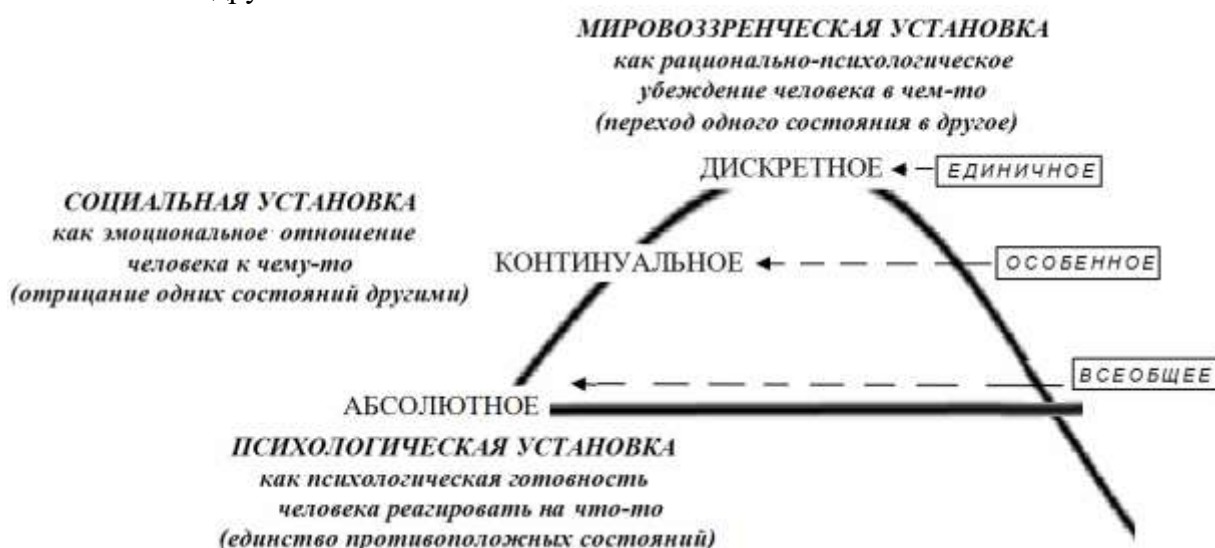 МИРОВОЗЗРЕНЧЕСКАЯ УСТАНОВКА
как рационально-психологическое
убеждение человека в чем-то
(переход одного состояния в другое)
ДИСКРЕТНОЕ
ЕДИНИЧНОЕ
СОЦИАЛЬНАЯ УСТАНОВКА
как эмоциональное отношение
человека к чему-то
(отрицание одних состояний другими)
КОНТИНУАЛЬНОЕ
ОСОБЕННОЕ
ВСЕОБЩЕЕ
АБСОЛЮТНОЕ
ПСИХОЛОГИЧЕСКАЯ УСТАНОВКА
как психологическая готовность
человека реагировать на что-то
(единство противоположных состояний)